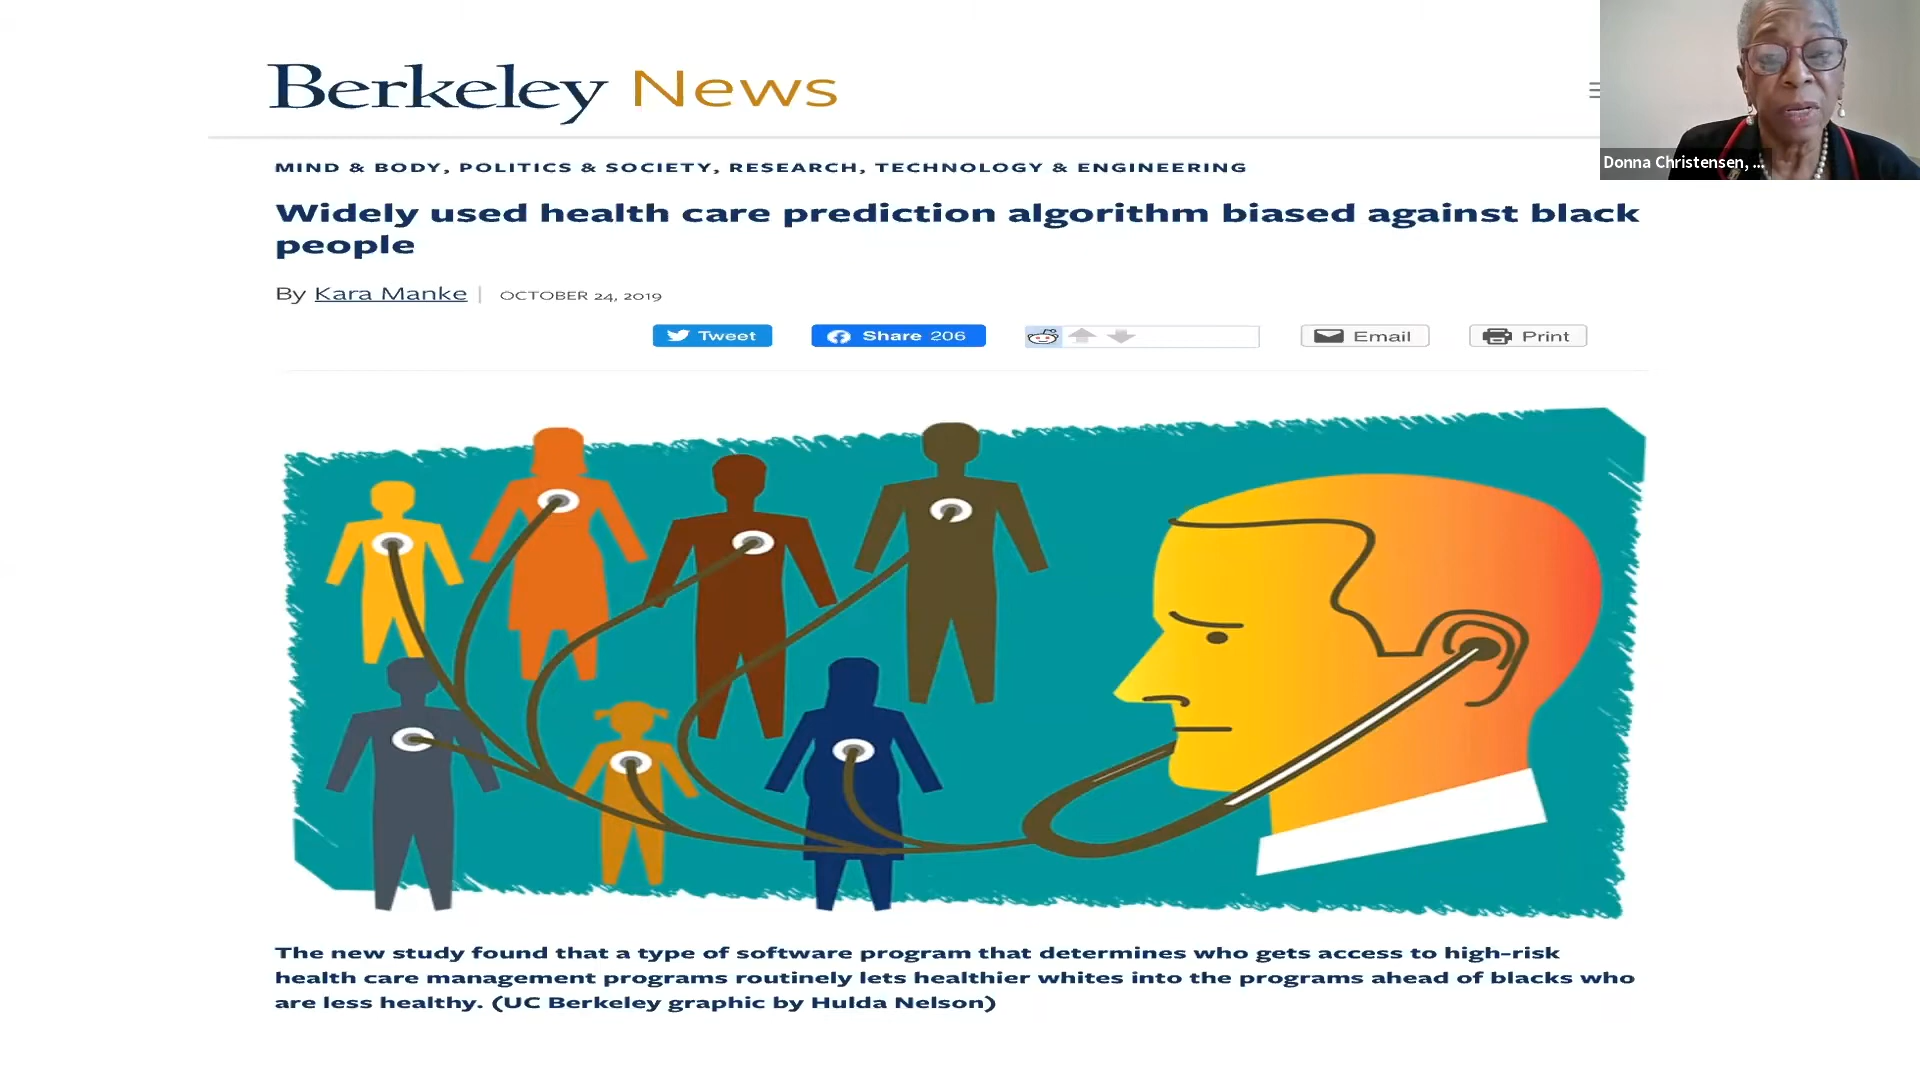 Berkeley News
MIND & BODY, POLITICS & SOCIETY, RESEARCH, TECHNOLOGY & ENGINEERING
Widely used health care prediction algorithm biased against black
people
By Kara Manke | OCTOBER 24, 2019
Tweet Share 206 Email Print
The new study found that a type of software program that determines who gets access to high-risk
health care management programs routinely lets healthier whites into the programs ahead of blacks who
are less healthy. (UC Berkeley graphic by Hulda Nelson)
Donna Christensen, ...